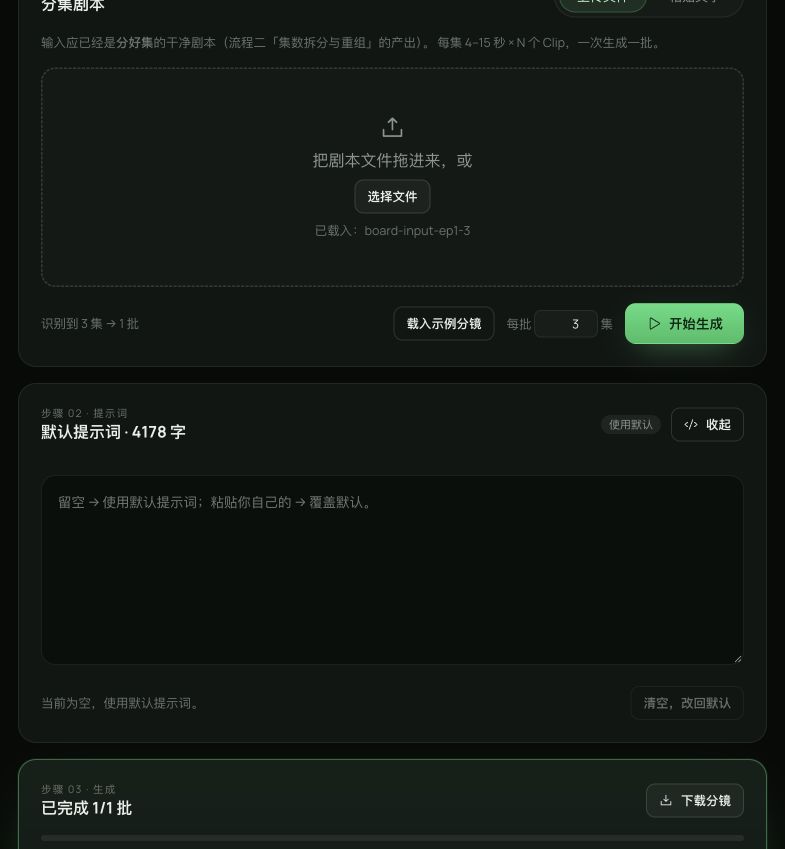 分集剧本
上传文件 粘贴文字
输入应已经是分好集的干净剧本（流程二「集数拆分与重组」的产出）。每集 4–15 秒 × N 个 Clip，一次生成一批。
把剧本文件拖进来，或
选择文件
已载入：board-input-ep1-3
识别到 3 集 → 1 批
载入示例分镜 每批 3 集 开始生成
步骤 02 · 提示词
默认提示词 · 4178 字
使用默认 </> 收起
留空 → 使用默认提示词；粘贴你自己的 → 覆盖默认。
当前为空，使用默认提示词。
清空，改回默认
步骤 03 · 生成
已完成 1/1 批
下载分镜